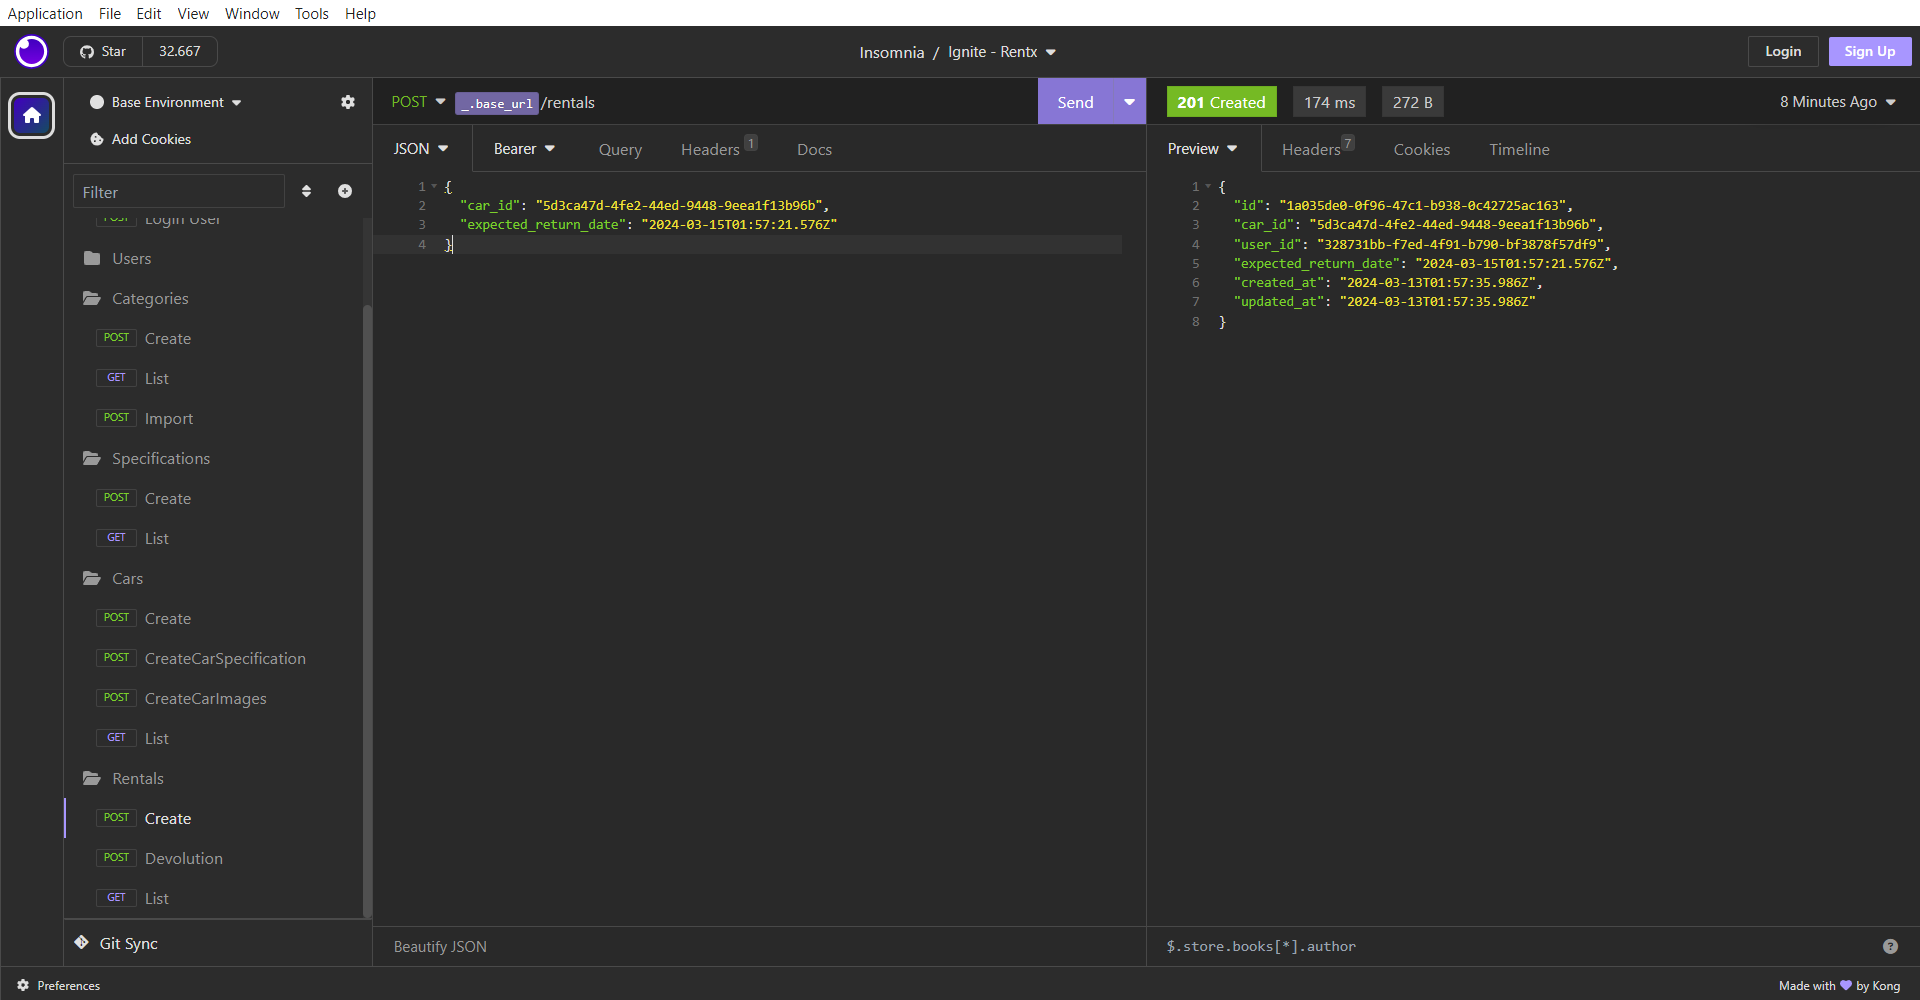 Application File Edit View Window Tools Help
Star 32.667
Insomnia / Ignite - Rentx
Login Sign Up
Base Environment
Add Cookies
Filter
POST Login User
Users
Categories
POST Create
GET List
POST Import
Specifications
POST Create
GET List
Cars
POST Create
POST CreateCarSpecification
POST CreateCarImages
GET List
Rentals
POST Create
POST Devolution
GET List
Git Sync
Preferences
POST _.base_url /rentals Send
JSON Bearer Query Headers 1 Docs
1 {
2 "car_id": "5d3ca47d-4fe2-44ed-9448-9eea1f13b96b",
3 "expected_return_date": "2024-03-15T01:57:21.576Z"
4 }
Beautify JSON
201 Created 174 ms 272 B 8 Minutes Ago
Preview Headers 7 Cookies Timeline
1 {
2 "id": "1a035de0-0f96-47c1-b938-0c42725ac163",
3 "car_id": "5d3ca47d-4fe2-44ed-9448-9eea1f13b96b",
4 "user_id": "328731bb-f7ed-4f91-b790-bf3878f57df9",
5 "expected_return_date": "2024-03-15T01:57:21.576Z",
6 "created_at": "2024-03-13T01:57:35.986Z",
7 "updated_at": "2024-03-13T01:57:35.986Z"
8 }
$.store.books[*].author ?
Made with by Kong